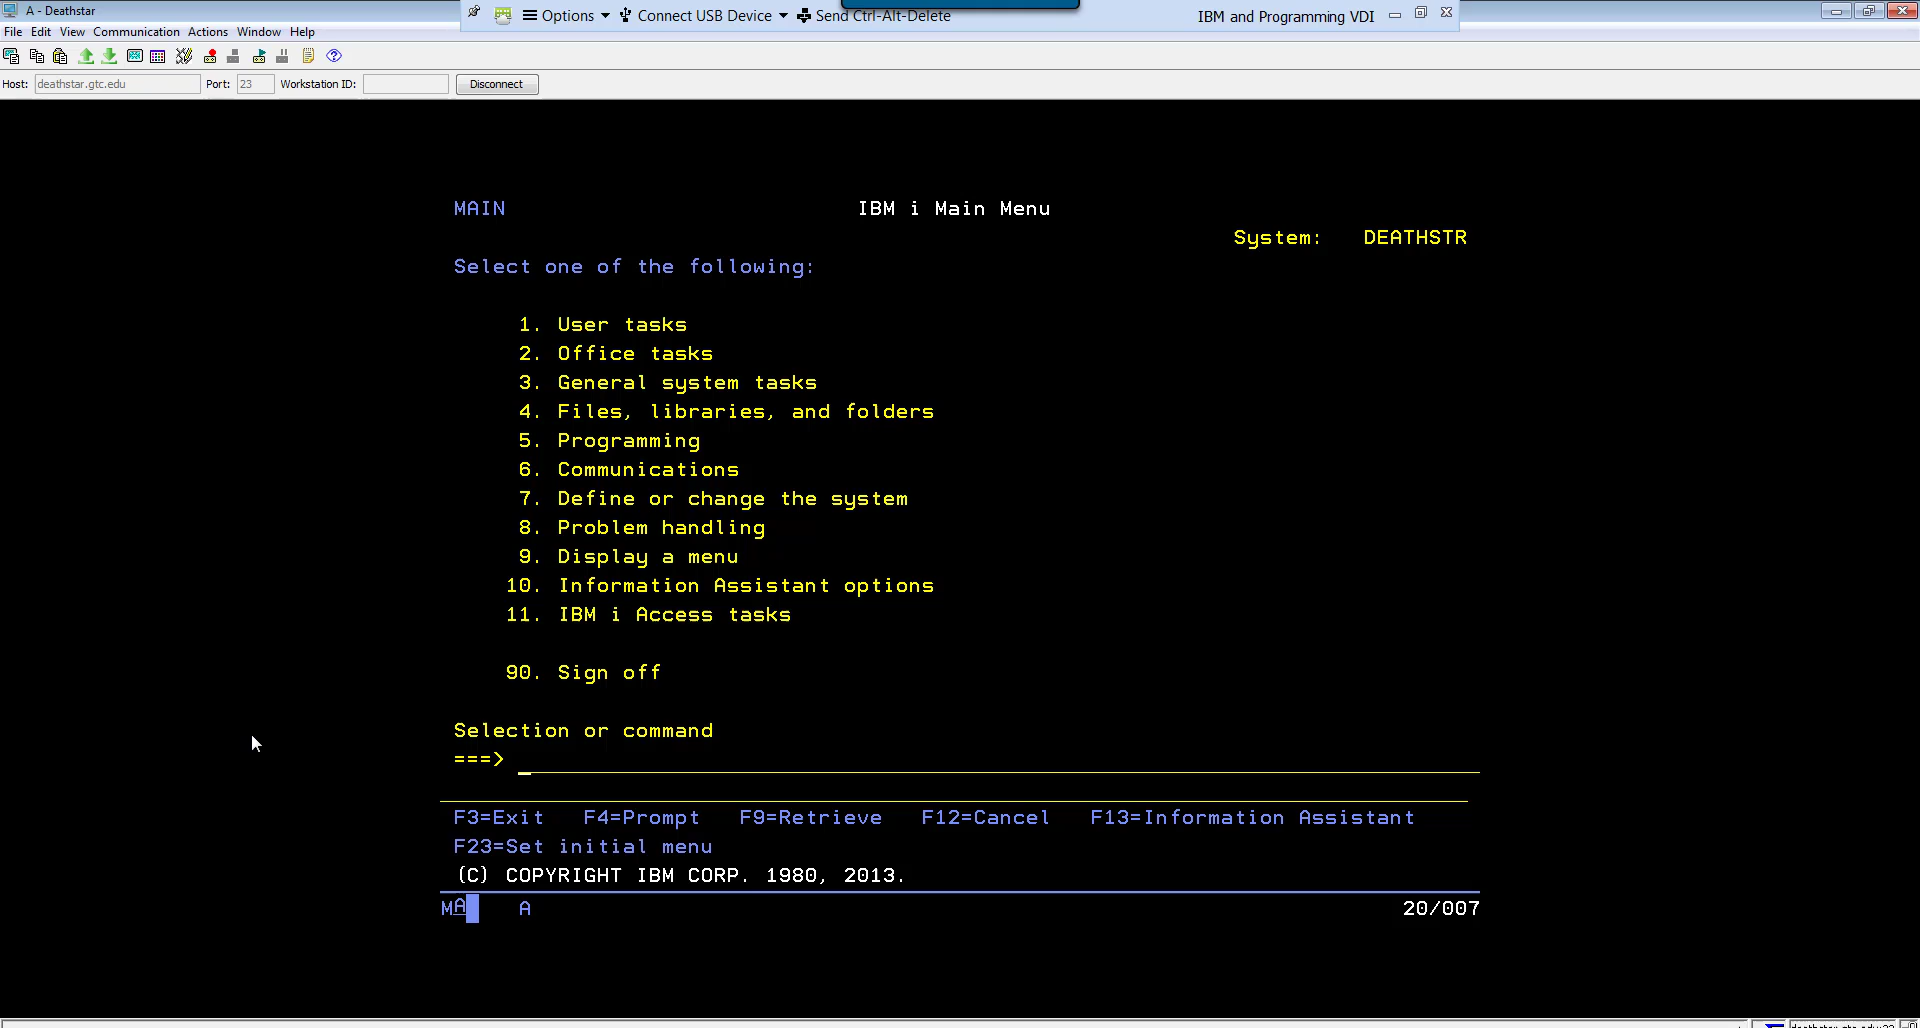 A - Deathstar
Options Connect USB Device Send Ctrl-Alt-Delete IBM and Programming VDI
File Edit View Communication Actions Window Help
Host: deathstar.gtc.edu Port: 23 Workstation ID: Disconnect
MAIN IBM i Main Menu
System: DEATHSTR
Select one of the following:
1. User tasks
2. Office tasks
3. General system tasks
4. Files, libraries, and folders
5. Programming
6. Communications
7. Define or change the system
8. Problem handling
9. Display a menu
10. Information Assistant options
11. IBM i Access tasks
90. Sign off
Selection or command
===>
F3=Exit F4=Prompt F9=Retrieve F12=Cancel F13=Information Assistant
F23=Set initial menu
(C) COPYRIGHT IBM CORP. 1980, 2013.
MA A 20/007